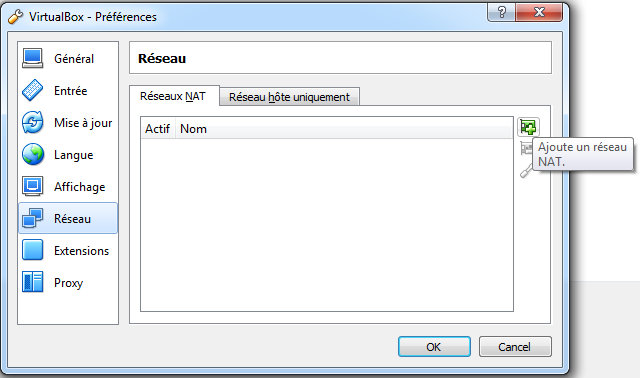 VirtualBox - Préférences
Général
Entrée
Mise à jour
Langue
Affichage
Réseau
Extensions
Proxy
Réseau
Réseaux NAT
Réseau hôte uniquement
Actif Nom
Ajoute un réseau
NAT.
OK
Cancel